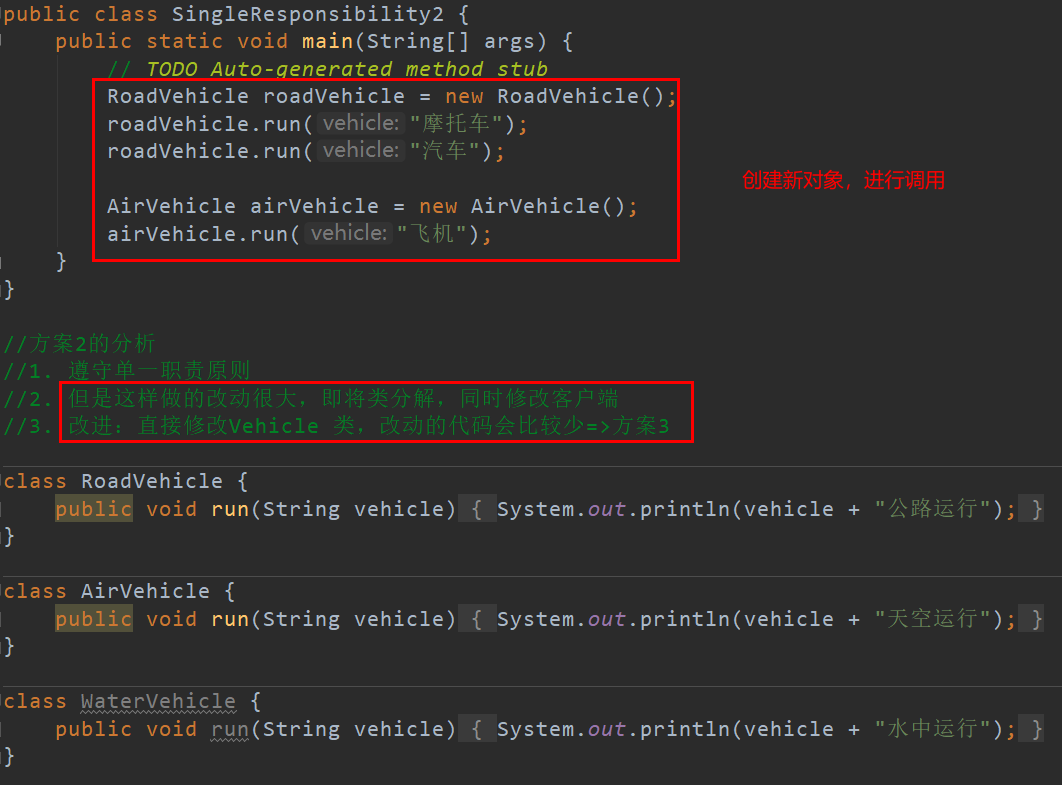 public class SingleResponsibility2 {
public static void main(String[] args) {
// TODO Auto-generated method stub
RoadVehicle roadVehicle = new RoadVehicle();
roadVehicle.run( vehicle: "摩托车");
roadVehicle.run( vehicle: "汽车");
创建新对象，进行调用
AirVehicle airVehicle = new AirVehicle();
airVehicle.run( vehicle: "飞机");
}
}
//方案2的分析
//1. 遵守单一职责原则
//2. 但是这样做的改动很大，即将类分解，同时修改客户端
//3. 改进：直接修改Vehicle 类，改动的代码会比较少=>方案3
class RoadVehicle {
public void run(String vehicle) { System.out.println(vehicle + "公路运行"); }
}
class AirVehicle {
public void run(String vehicle) { System.out.println(vehicle + "天空运行"); }
}
class WaterVehicle {
public void run(String vehicle) { System.out.println(vehicle + "水中运行"); }
}